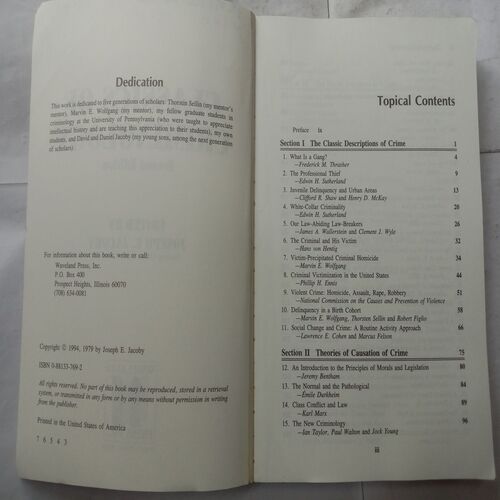 Dedication
This work is dedicated to five generations of scholars: Thorstin Sellin (my mentor's
mentor), Marvin E. Wolfgang (my mentor), my fellow graduate students in
criminology at the University of Pennsylvania (who were taught to appreciate
intellectual history and are teaching this appreciation to their students), my own
students, and David and Daniel Jacoby (my young sons, among the next generation
of scholars).
For information about this book, write or call:
Waveland Press, Inc.
P.O. Box 400
Prospect Heights, Illinois 60070
(708) 634-0081
Copyright © 1994, 1979 by Joseph E. Jacoby
ISBN 0-88133-769-2
All rights reserved. No part of this book may be reproduced, stored in a retrieval
system, or transmitted in any form or by any means without permission in writing
from the publisher.
Printed in the United States of America
7 6 5 4 3
Topical Contents
Preface ix
Section I The Classic Descriptions of Crime 1
1. What Is a Gang? 4
—Frederick M. Thrasher
2. The Professional Thief 9
—Edwin H. Sutherland
3. Juvenile Delinquency and Urban Areas 13
—Clifford R. Shaw and Henry D. McKay
4. White-Collar Criminality 20
—Edwin H. Sutherland
5. Our Law-Abiding Law-Breakers 26
—James A. Wallerstein and Clement J. Wyle
6. The Criminal and His Victim 32
—Hans von Hentig
7. Victim-Precipitated Criminal Homicide 34
—Marvin E. Wolfgang
8. Criminal Victimization in the United States 44
—Phillip H. Ennis
9. Violent Crime: Homicide, Assault, Rape, Robbery 51
—National Commission on the Causes and Prevention of Violence
10. Delinquency in a Birth Cohort 58
—Marvin E. Wolfgang, Thorsten Sellin and Robert Figlio
11. Social Change and Crime: A Routine Activity Approach 66
—Lawrence E. Cohen and Marcus Felson
Section II Theories of Causation of Crime 75
12. An Introduction to the Principles of Morals and Legislation 80
—Jeremy Bentham
13. The Normal and the Pathological 84
—Émile Durkheim
14. Class Conflict and Law 89
—Karl Marx
15. The New Criminology 96
—Ian Taylor, Paul Walton and Jock Young
iii